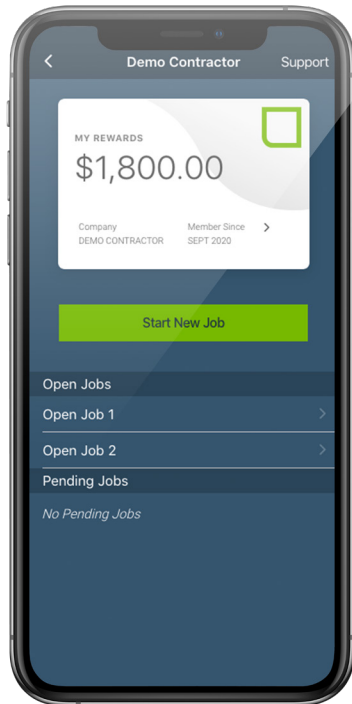 Demo Contractor Support
MY REWARDS
$1,800.00
Company Member Since
DEMO CONTRACTOR SEPT 2020
Start New Job
Open Jobs
Open Job 1
Open Job 2
Pending Jobs
No Pending Jobs